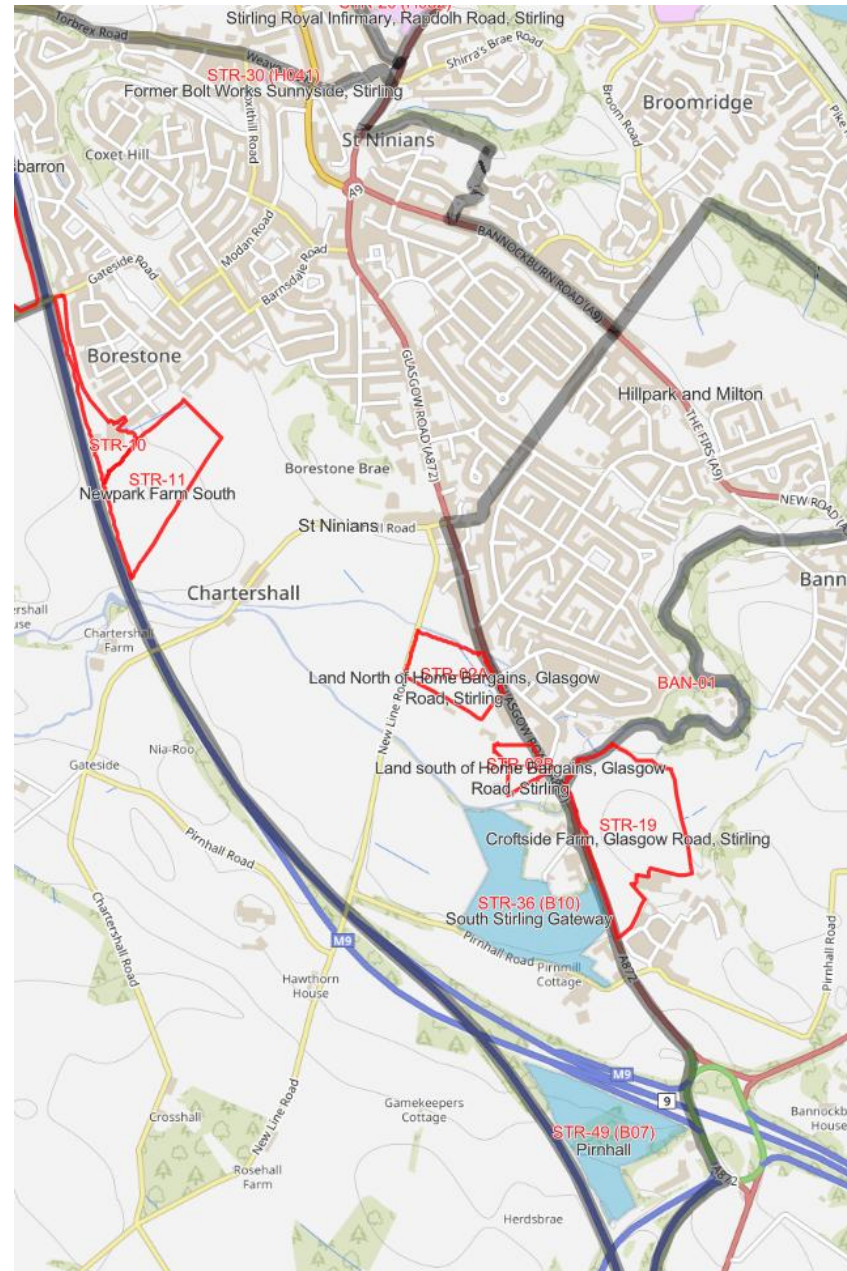 Stirling Royal Infirmary, Rapdolh Road, Stirling
Torbrex Road
Shirra's Brae Road
STR-30 (H041)
Former Bolt Works Sunnyside, Stirling
Broomridge
Broom Road
St Ninians
Coxet Hill
A9
BANNOCKBURN ROAD (A9)
Modan Road
Gateside Road
Barnsdale Road
Borestone
GLASGOW ROAD (A872)
Hillpark and Milton
THE FIRS (A9)
STR-10
STR-11
Newpark Farm South
Borestone Brae
NEW ROAD
St Ninians
Road
Chartershall
Chartershall
Farm
STR-02A
Land North of Home Bargains, Glasgow
Road, Stirling
BAN-01
New Line Road
Nia-Roo
Gateside
Land south of Home Bargains, Glasgow
Road, Stirling
STR-19
Croftside Farm, Glasgow Road, Stirling
Pirnhall Road
STR-36 (B10)
South Stirling Gateway
Chartershall Road
M9
Pirnhall Road
Pirnmill
Cottage
A872
Pirnhall Road
Hawthorn
House
M9
9
Crosshall
Gamekeepers
Cottage
New Line Road
STR-49 (B07)
Pirnhall
House
A872
Rosehall
Farm
Herdsbrae